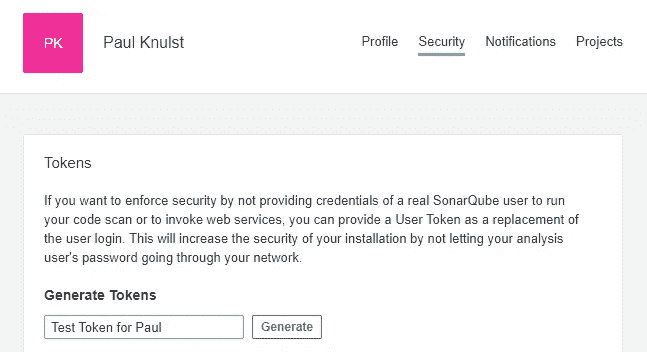 PK
Paul Knulst
Profile Security Notifications Projects
Tokens
If you want to enforce security by not providing credentials of a real SonarQube user to run
your code scan or to invoke web services, you can provide a User Token as a replacement of
the user login. This will increase the security of your installation by not letting your analysis
user's password going through your network.
Generate Tokens
Test Token for Paul
Generate